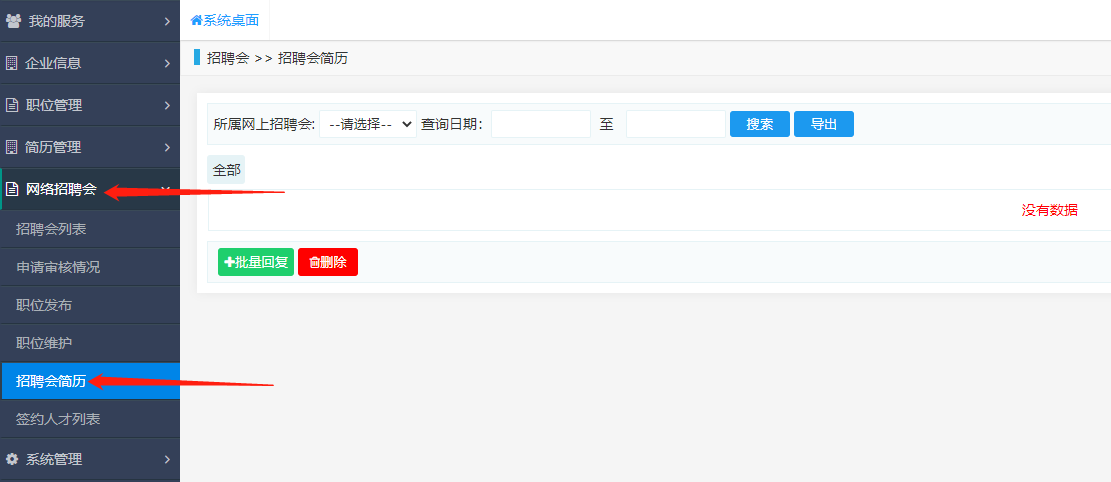 我的服务
企业信息
职位管理
简历管理
网络招聘会
招聘会列表
申请审核情况
职位发布
职位维护
招聘会简历
签约人才列表
系统管理
系统桌面
招聘会 >> 招聘会简历
所属网上招聘会: --请选择-- 查询日期: 至 搜索 导出
全部
没有数据
批量回复 删除